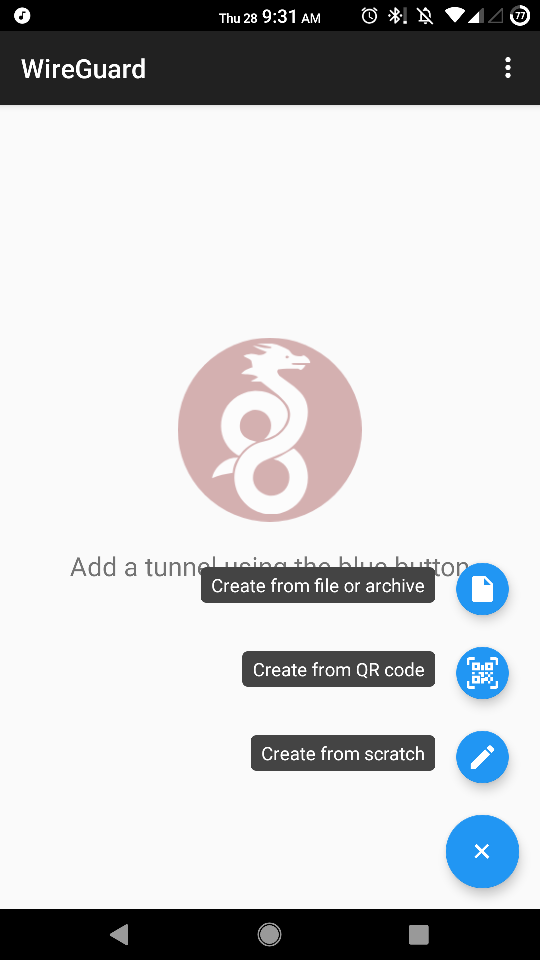 Thu 28 9:31 AM
77
WireGuard
Add a tunnel using the blue button
Create from file or archive
Create from QR code
Create from scratch